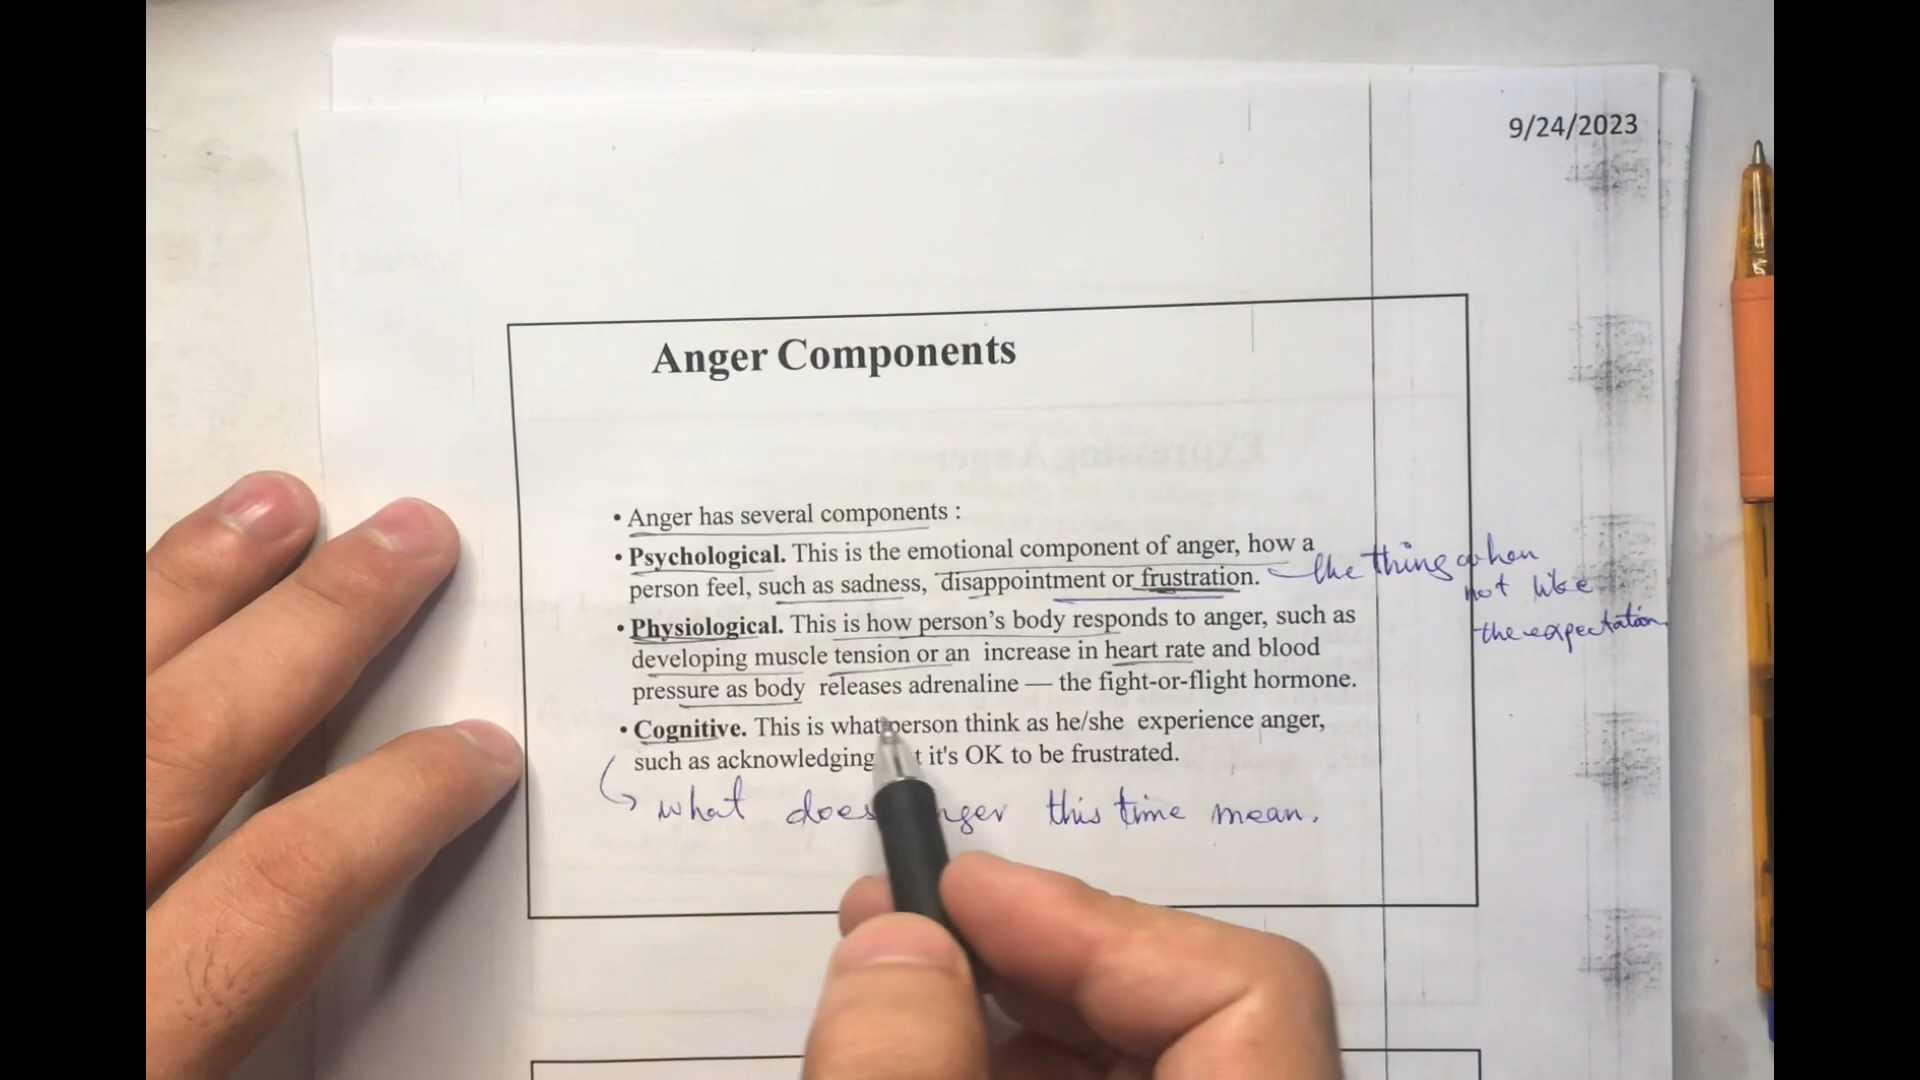 9/24/2023
Anger Components
• Anger has several components :
• Psychological. This is the emotional component of anger, how a
person feel, such as sadness, disappointment or frustration.
the thing when
not like
the expectation
• Physiological. This is how person's body responds to anger, such as
developing muscle tension or an increase in heart rate and blood
pressure as body releases adrenaline — the fight-or-flight hormone.
• Cognitive. This is what person think as he/she experience anger,
such as acknowledging it's OK to be frustrated.
what does this time mean.